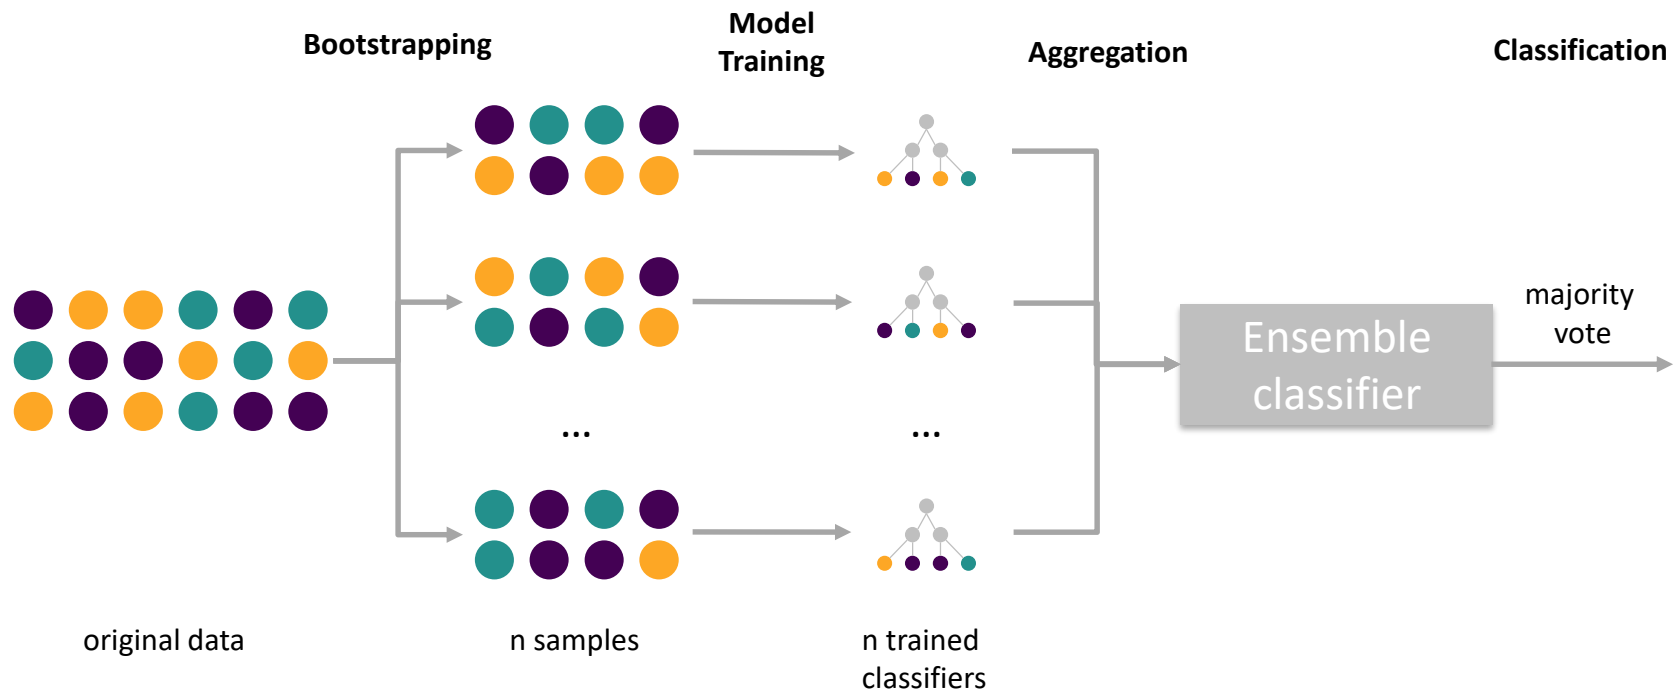 Bootstrapping
Model
Training
Aggregation
Classification
...
...
majority
vote
Ensemble
classifier
original data
n samples
n trained
classifiers